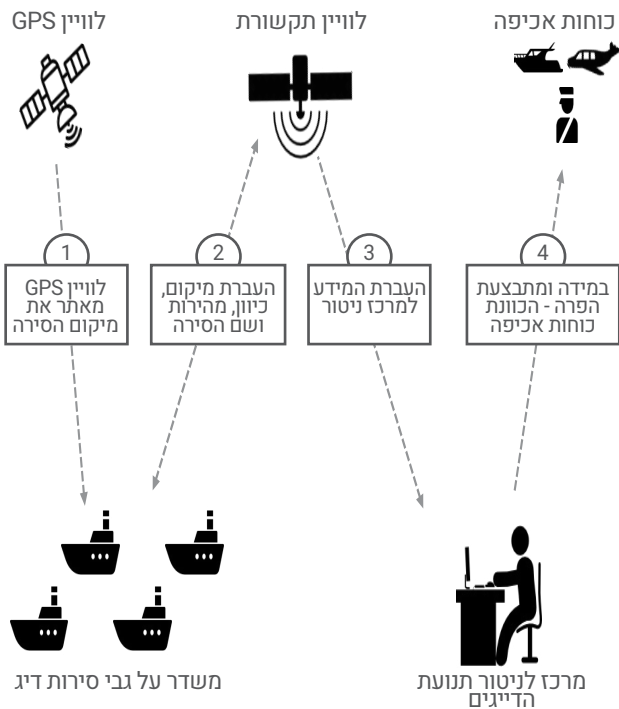 לוויין GPS
לוויין תקשורת
כוחות אכיפה
1
לוויין GPS
מאתר את
מיקום הסירה
2
העברת מיקום,
כיוון, מהירות
ושם הסירה
3
העברת המידע
למרכז ניטור
4
במידה ומתבצעת
הפרה - הכוונת
כוחות אכיפה
משדר על גבי סירות דיג
מרכז לניטור תנועת
הדייגים